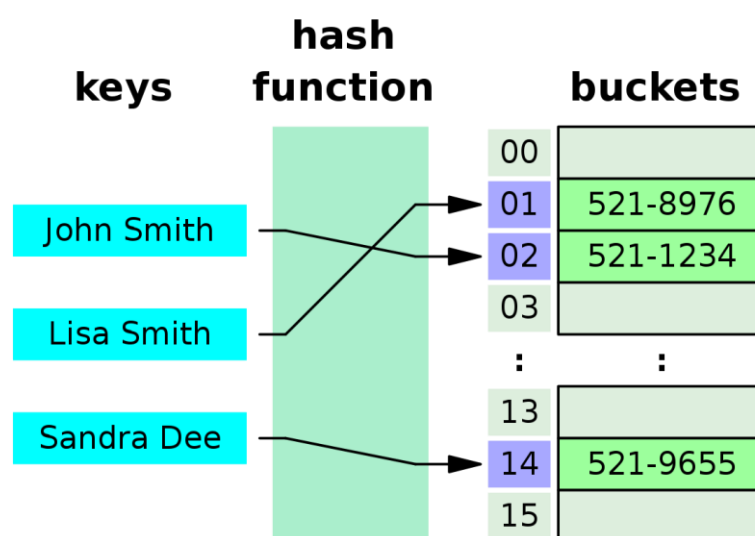 hash
keys function buckets
00
01 521-8976
John Smith
02 521-1234
03
Lisa Smith
: :
13
Sandra Dee
14 521-9655
15